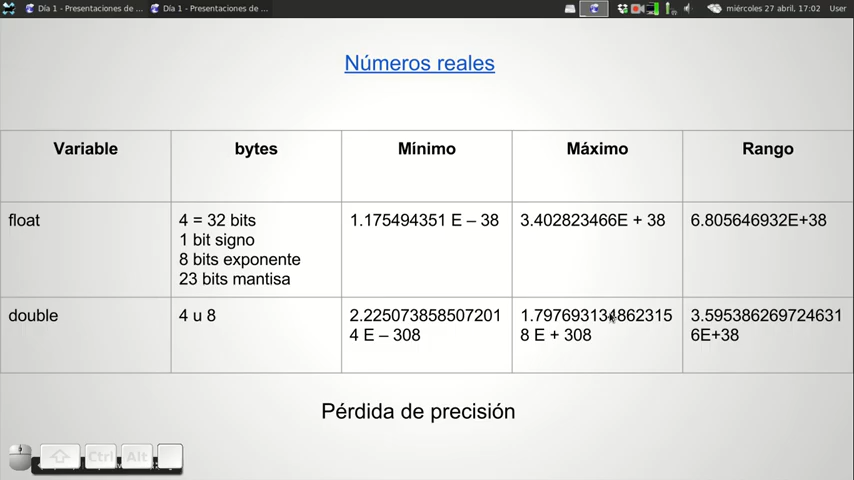 Día 1 - Presentaciones de ... Día 1 - Presentaciones de ... miércoles 27 abril, 17:02 User
Números reales
Variable bytes Mínimo Máximo Rango
float
4 = 32 bits
1 bit signo
8 bits exponente
23 bits mantisa
1.175494351 E – 38
3.402823466E + 38
6.805646932E+38
double
4 u 8
2.225073858507201
4 E – 308
1.797693134862315
8 E + 308
3.595386269724631
6E+38
Pérdida de precisión
Ctrl Alt